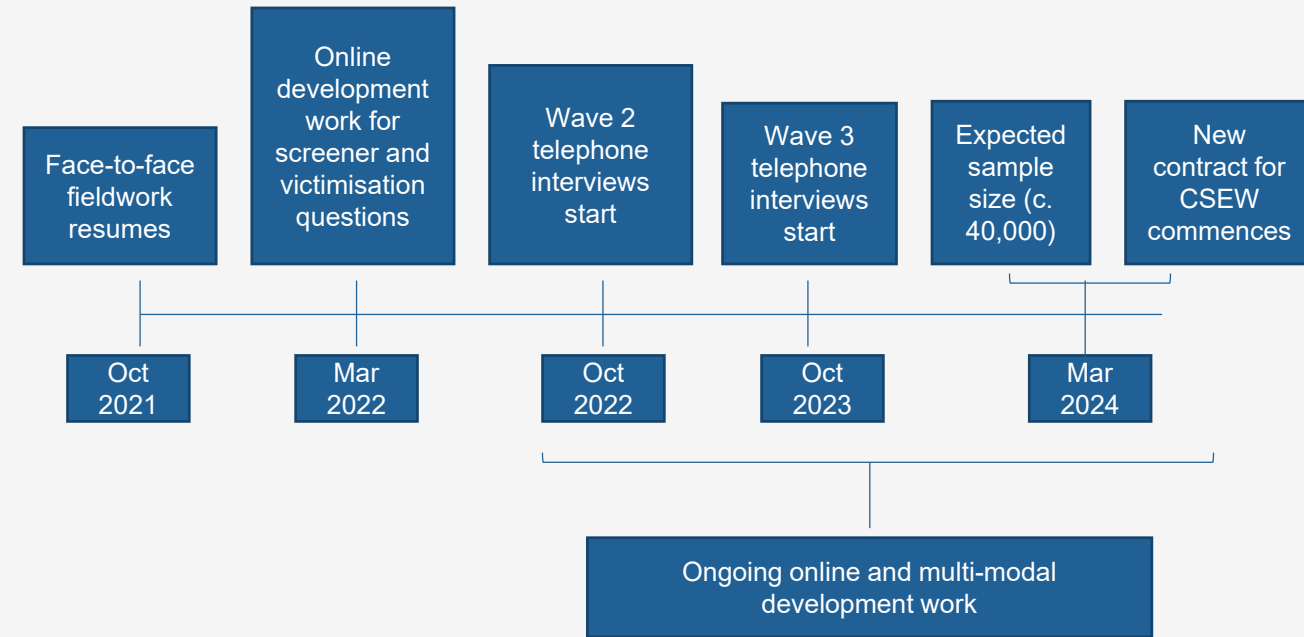 Face-to-face
fieldwork
resumes
Online
development
work for
screener and
victimisation
questions
Wave 2
telephone
interviews
start
Wave 3
telephone
interviews
start
Expected
sample
size (c.
40,000)
New
contract for
CSEW
commences
Oct
2021
Mar
2022
Oct
2022
Oct
2023
Mar
2024
Ongoing online and multi-modal
development work